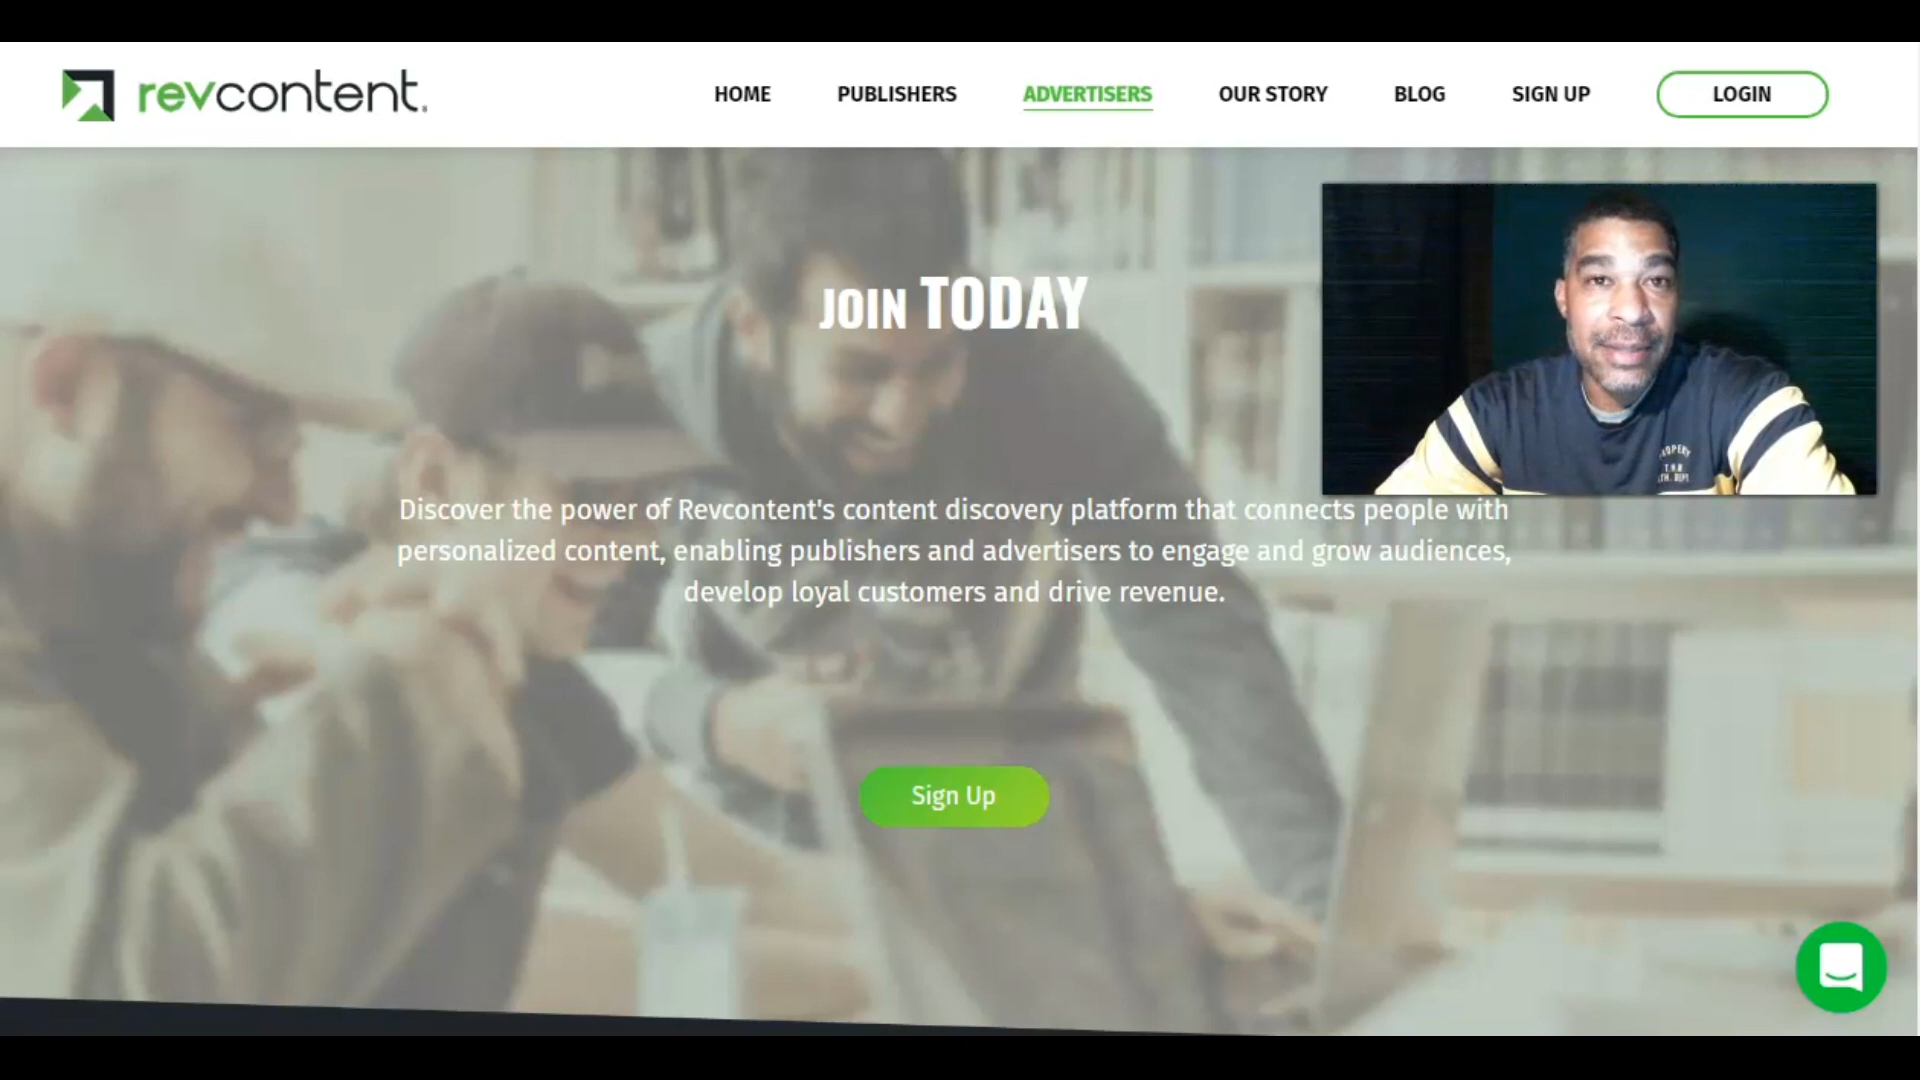 revcontent.
HOME PUBLISHERS ADVERTISERS OUR STORY BLOG SIGN UP LOGIN
JOIN TODAY
Discover the power of Revcontent's content discovery platform that connects people with
personalized content, enabling publishers and advertisers to engage and grow audiences,
develop loyal customers and drive revenue.
Sign Up